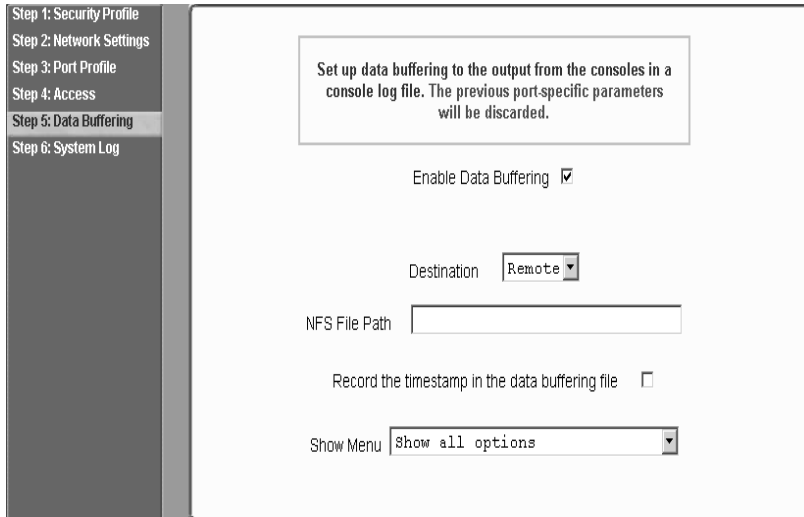 Step 1: Security Profile
Step 2: Network Settings
Step 3: Port Profile
Step 4: Access
Step 5: Data Buffering
Step 6: System Log
Set up data buffering to the output from the consoles in a
console log file. The previous port-specific parameters
will be discarded.
Enable Data Buffering
Destination Remote
NFS File Path
Record the timestamp in the data buffering file
Show Menu Show all options